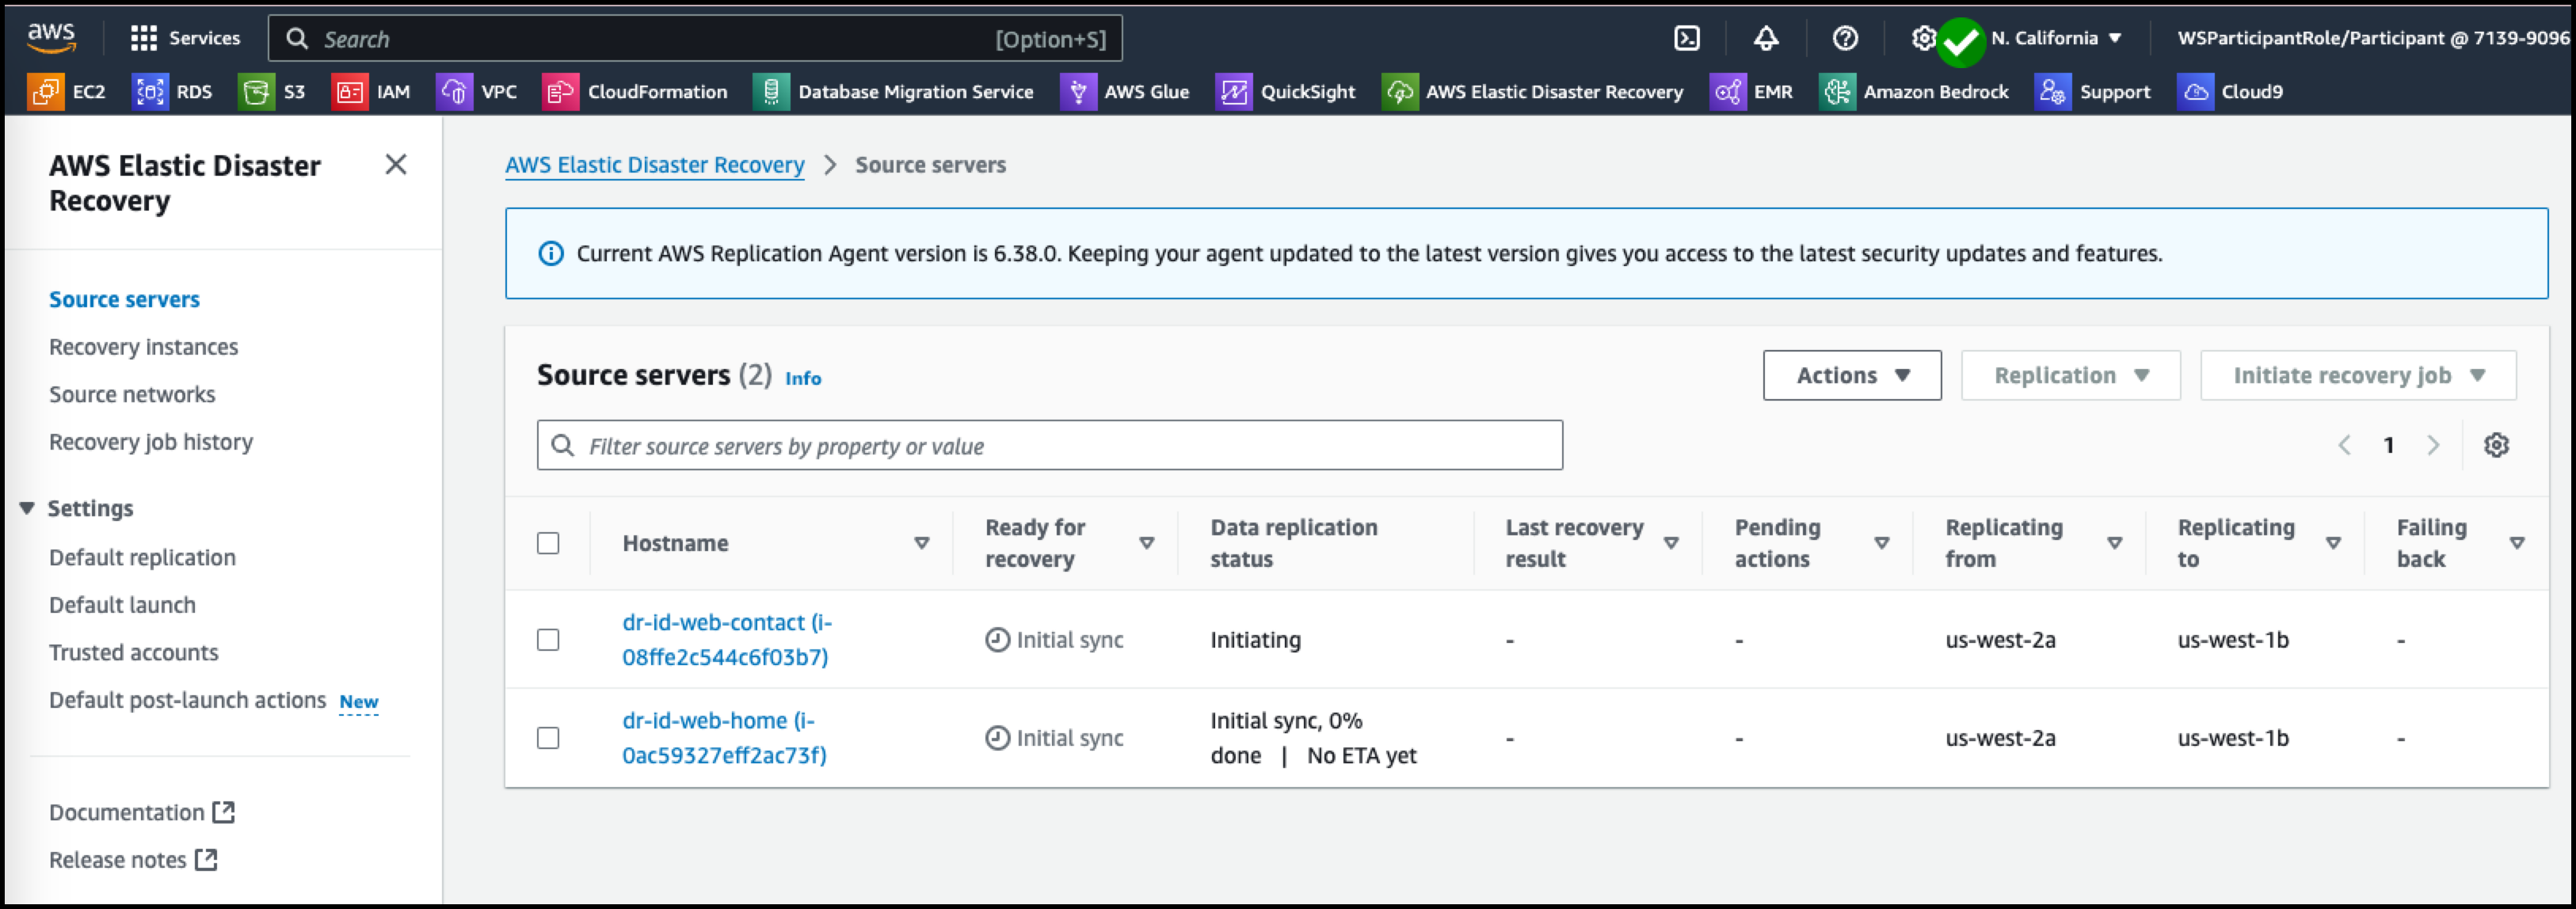 aws
Services
Search
[Option+S]
N. California
WSParticipantRole/Participant @ 7139-9096
EC2
RDS
S3
IAM
VPC
CloudFormation
Database Migration Service
AWS Glue
QuickSight
AWS Elastic Disaster Recovery
EMR
Amazon Bedrock
Support
Cloud9
AWS Elastic Disaster
Recovery
Source servers
Recovery instances
Source networks
Recovery job history
Settings
Default replication
Default launch
Trusted accounts
Default post-launch actions New
Documentation
Release notes
AWS Elastic Disaster Recovery > Source servers
Current AWS Replication Agent version is 6.38.0. Keeping your agent updated to the latest version gives you access to the latest security updates and features.
Source servers (2) Info
Actions
Replication
Initiate recovery job
Filter source servers by property or value
1
Hostname
Ready for
recovery
Data replication
status
Last recovery
result
Pending
actions
Replicating
from
Replicating
to
Failing
back
dr-id-web-contact (i-
08ffe2c544c6f03b7)
Initial sync
Initiating
-
-
us-west-2a
us-west-1b
-
dr-id-web-home (i-
0ac59327eff2ac73f)
Initial sync
Initial sync, 0%
done | No ETA yet
-
-
us-west-2a
us-west-1b
-